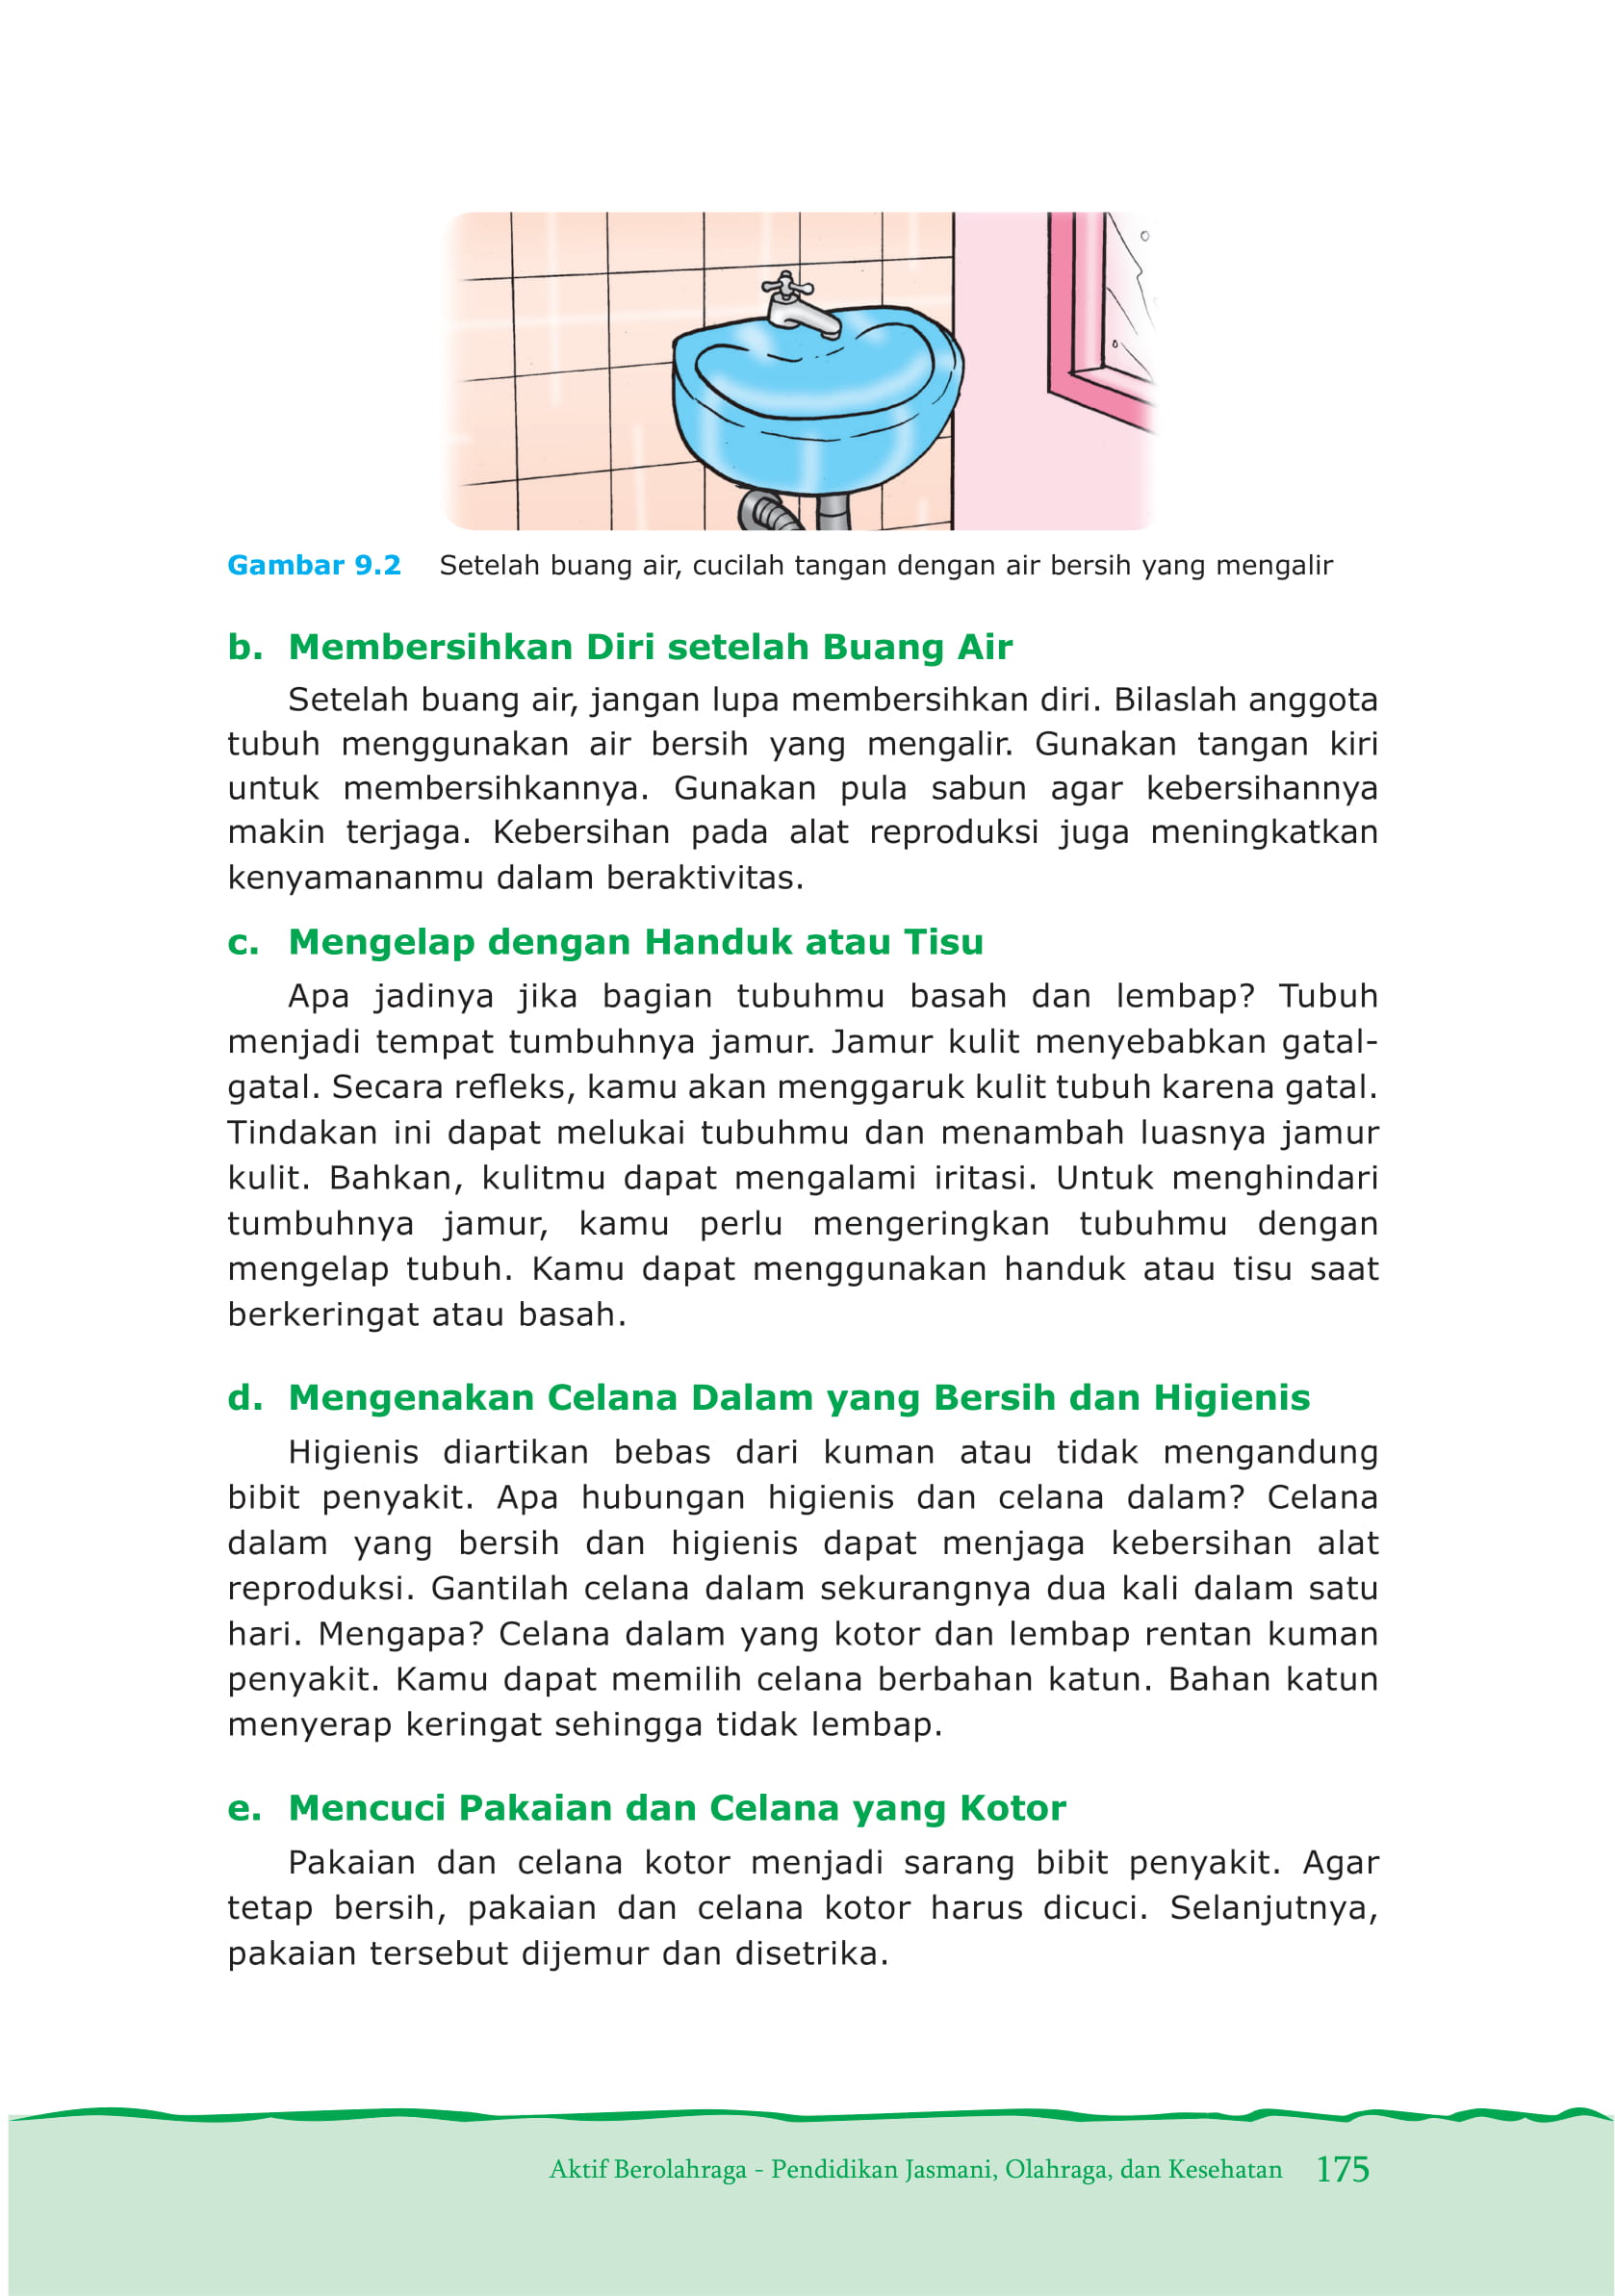 Gambar 9.2 Setelah buang air, cucilah tangan dengan air bersih yang mengalir
b. Membersihkan Diri setelah Buang Air
Setelah buang air, jangan lupa membersihkan diri. Bilaslah anggota
tubuh menggunakan air bersih yang mengalir. Gunakan tangan kiri
untuk membersihkannya. Gunakan pula sabun agar kebersihannya
makin terjaga. Kebersihan pada alat reproduksi juga meningkatkan
kenyamananmu dalam beraktivitas.
c. Mengelap dengan Handuk atau Tisu
Apa jadinya jika bagian tubuhmu basah dan lembap? Tubuh
menjadi tempat tumbuhnya jamur. Jamur kulit menyebabkan gatal-
gatal. Secara refleks, kamu akan menggaruk kulit tubuh karena gatal.
Tindakan ini dapat melukai tubuhmu dan menambah luasnya jamur
kulit. Bahkan, kulitmu dapat mengalami iritasi. Untuk menghindari
tumbuhnya jamur, kamu perlu mengeringkan tubuhmu dengan
mengelap tubuh. Kamu dapat menggunakan handuk atau tisu saat
berkeringat atau basah.
d. Mengenakan Celana Dalam yang Bersih dan Higienis
Higienis diartikan bebas dari kuman atau tidak mengandung
bibit penyakit. Apa hubungan higienis dan celana dalam? Celana
dalam yang bersih dan higienis dapat menjaga kebersihan alat
reproduksi. Gantilah celana dalam sekurangnya dua kali dalam satu
hari. Mengapa? Celana dalam yang kotor dan lembap rentan kuman
penyakit. Kamu dapat memilih celana berbahan katun. Bahan katun
menyerap keringat sehingga tidak lembap.
e. Mencuci Pakaian dan Celana yang Kotor
Pakaian dan celana kotor menjadi sarang bibit penyakit. Agar
tetap bersih, pakaian dan celana kotor harus dicuci. Selanjutnya,
pakaian tersebut dijemur dan disetrika.
Aktif Berolahraga - Pendidikan Jasmani, Olahraga, dan Kesehatan 175